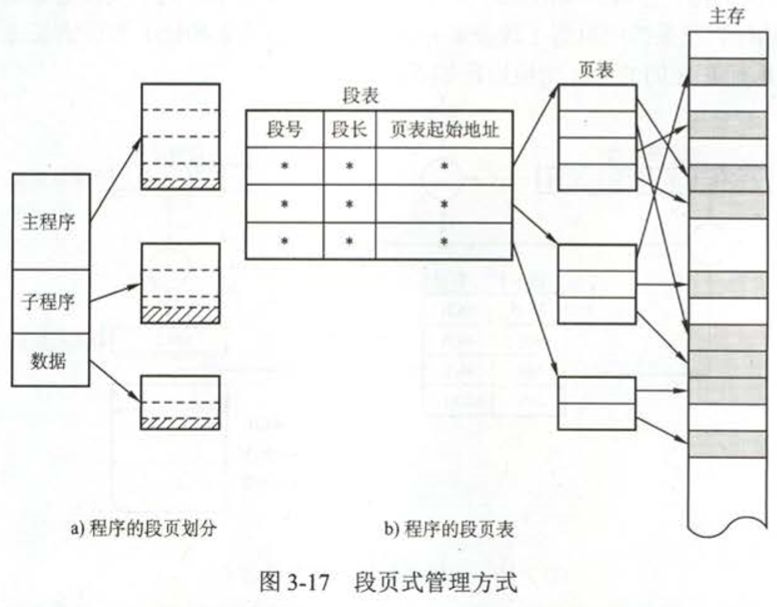 主存
页表
段表
段号 段长 页表起始地址
* * *
* * *
* * *
主程序
子程序
数据
a) 程序的段页划分
b) 程序的段页表
图 3-17 段页式管理方式